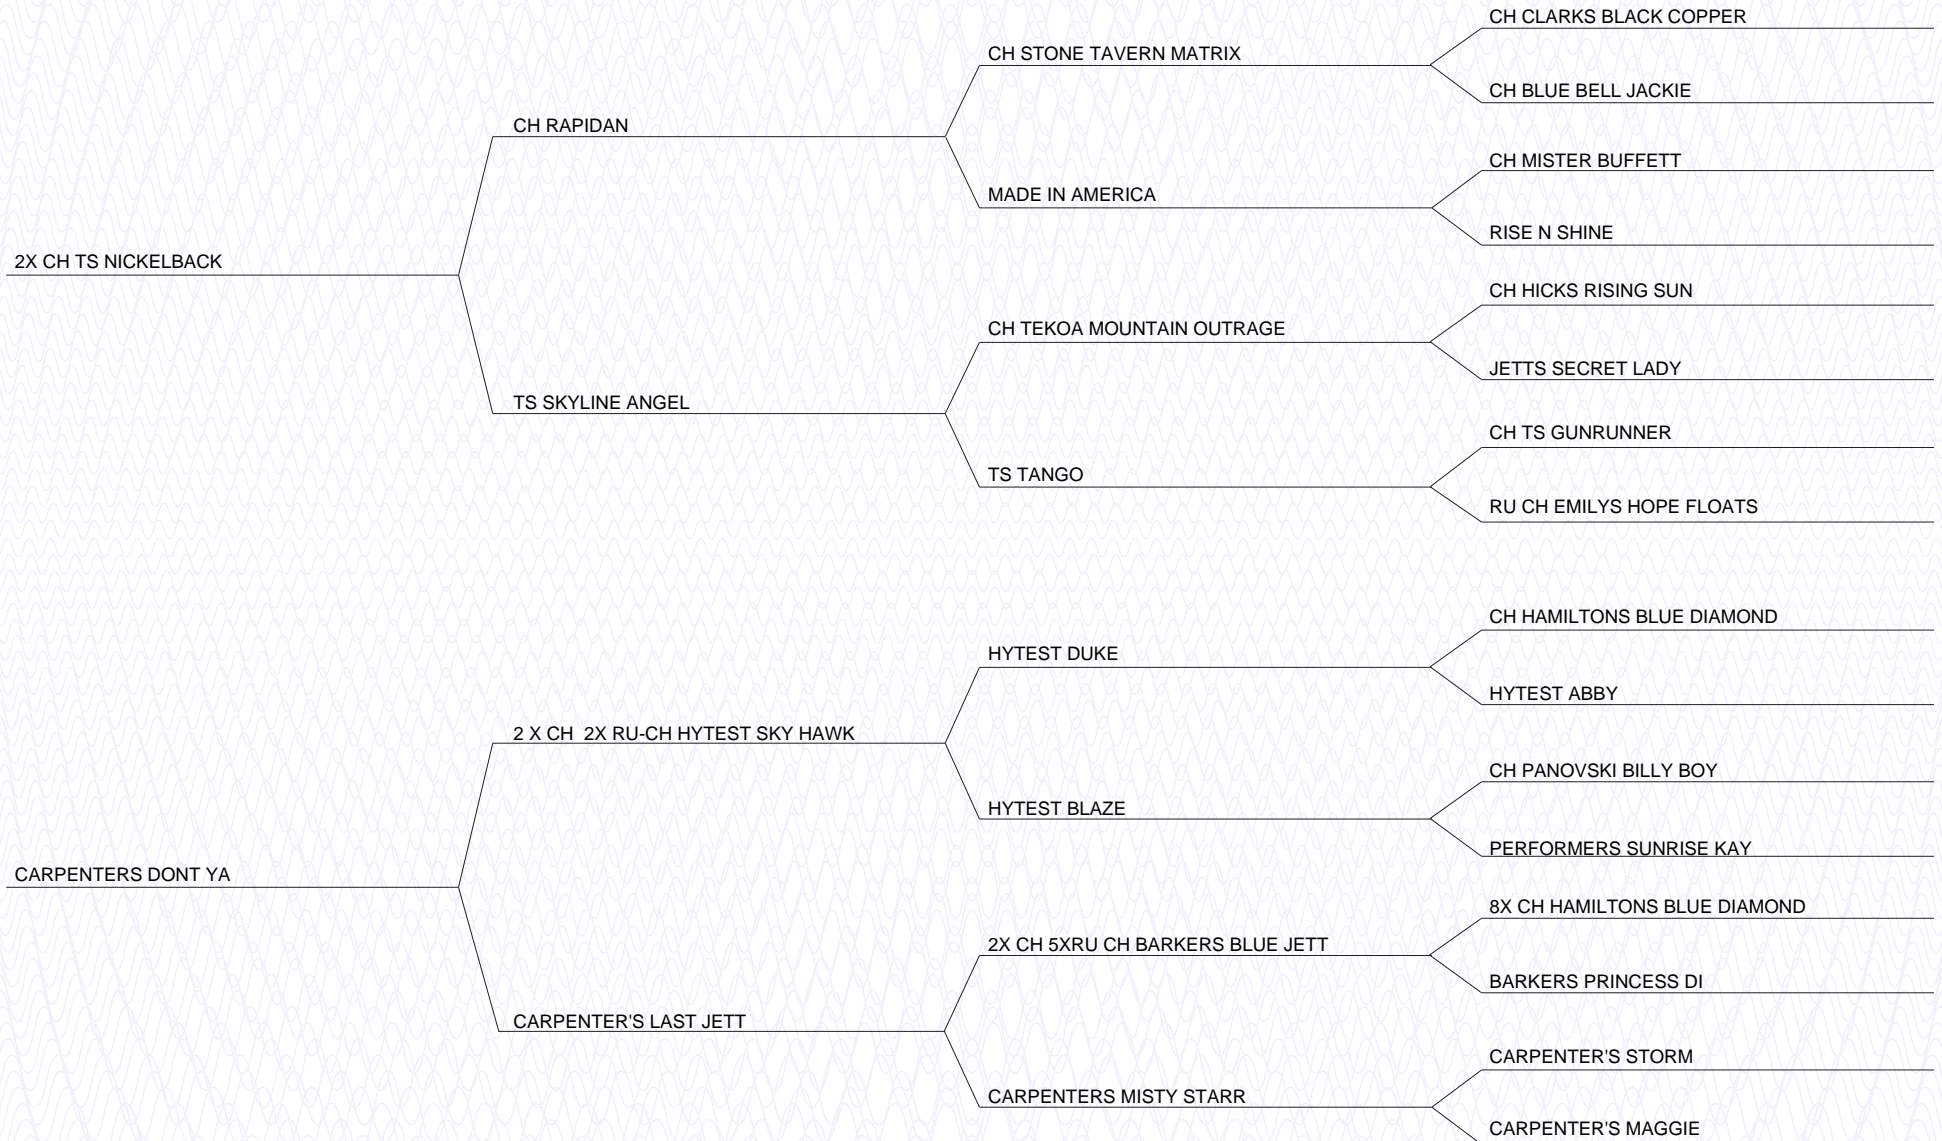 CH CLARKS BLACK COPPER
CH STONE TAVERN MATRIX
CH BLUE BELL JACKIE
CH RAPIDAN
CH MISTER BUFFETT
MADE IN AMERICA
RISE N SHINE
2X CH TS NICKELBACK
CH HICKS RISING SUN
CH TEKOA MOUNTAIN OUTRAGE
JETTS SECRET LADY
TS SKYLINE ANGEL
CH TS GUNRUNNER
TS TANGO
RU CH EMILYS HOPE FLOATS
CH HAMILTONS BLUE DIAMOND
HYTEST DUKE
HYTEST ABBY
2 X CH  2X RU-CH HYTEST SKY HAWK
CH PANOVSKI BILLY BOY
HYTEST BLAZE
PERFORMERS SUNRISE KAY
CARPENTERS DONT YA
8X CH HAMILTONS BLUE DIAMOND
2X CH 5XRU CH BARKERS BLUE JETT
BARKERS PRINCESS DI
CARPENTER'S LAST JETT
CARPENTER'S STORM
CARPENTERS MISTY STARR
CARPENTER'S MAGGIE